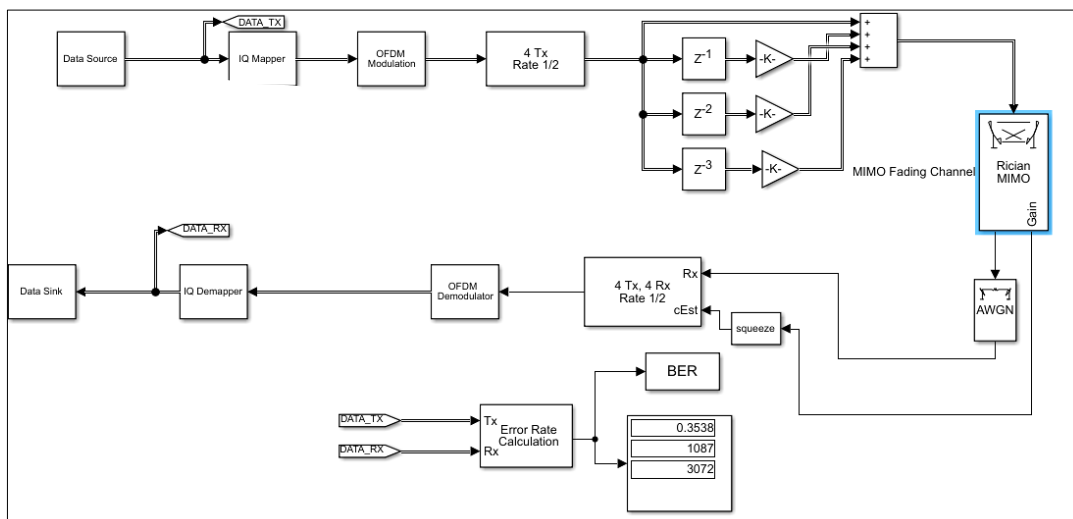 DATA_TX
Data Source
IQ Mapper
OFDM
Modulation
4 Tx
Rate 1/2
Z-1
-K-
Z-2
-K-
Z-3
-K-
+
+
+
+
MIMO Fading Channel
Rician
MIMO
Gain
AWGN
DATA_RX
Data Sink
IQ Demapper
OFDM
Demodulator
4 Tx, 4 Rx
Rate 1/2
Rx
cEst
squeeze
BER
DATA_TX
DATA_RX
Tx
Rx
Error Rate
Calculation
0.3538
1087
3072